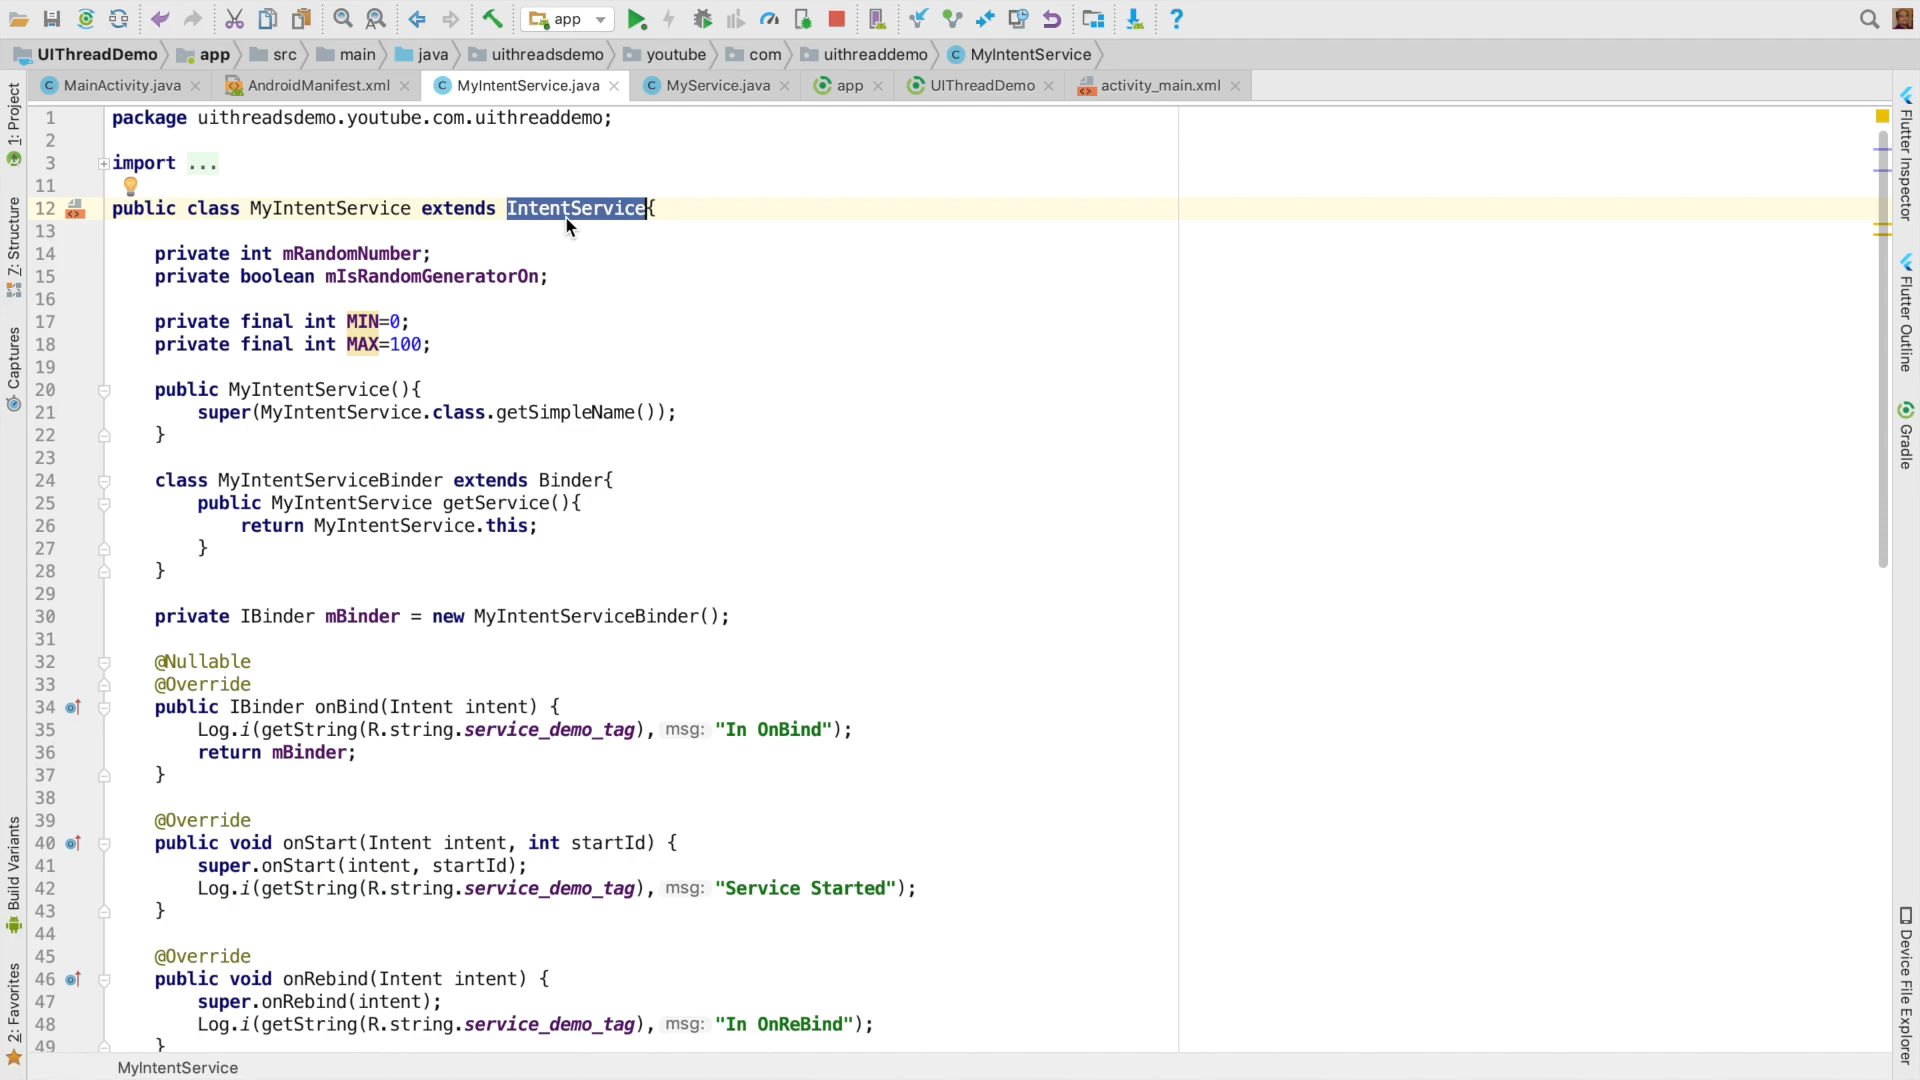 app
UIThreadDemo app src main java uithreadsdemo youtube com uithreaddemo MyIntentService
MainActivity.java AndroidManifest.xml MyIntentService.java MyService.java app UIThreadDemo activity_main.xml
1: Project
Z: Structure
Captures
Build Variants
2: Favorites
1 package uithreadsdemo.youtube.com.uithreaddemo;
2
3 import ...
11
12 public class MyIntentService extends IntentService{
13
14 private int mRandomNumber;
15 private boolean mIsRandomGeneratorOn;
16
17 private final int MIN=0;
18 private final int MAX=100;
19
20 public MyIntentService(){
21 super(MyIntentService.class.getSimpleName());
22 }
23
24 class MyIntentServiceBinder extends Binder{
25 public MyIntentService getService(){
26 return MyIntentService.this;
27 }
28 }
29
30 private IBinder mBinder = new MyIntentServiceBinder();
31
32 @Nullable
33 @Override
34 public IBinder onBind(Intent intent) {
35 Log.i(getString(R.string.service_demo_tag), msg: "In OnBind");
36 return mBinder;
37 }
38
39 @Override
40 public void onStart(Intent intent, int startId) {
41 super.onStart(intent, startId);
42 Log.i(getString(R.string.service_demo_tag), msg: "Service Started");
43 }
44
45 @Override
46 public void onRebind(Intent intent) {
47 super.onRebind(intent);
48 Log.i(getString(R.string.service_demo_tag), msg: "In OnReBind");
49 }
MyIntentService
Flutter Inspector
Flutter Outline
Gradle
Device File Explorer